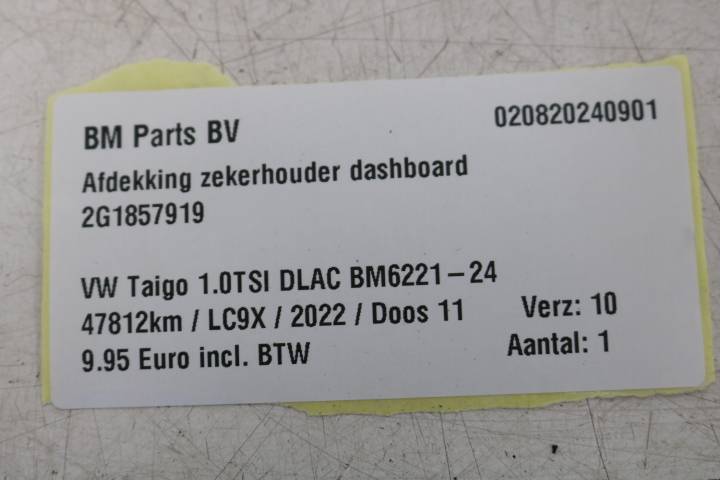 BM Parts BV 020820240901
Afdekking zekerhouder dashboard
2G1857919
VW Taigo 1.0TSI DLAC BM6221-24
47812km / LC9X / 2022 / Doos 11 Verz: 10
9.95 Euro incl. BTW Aantal: 1